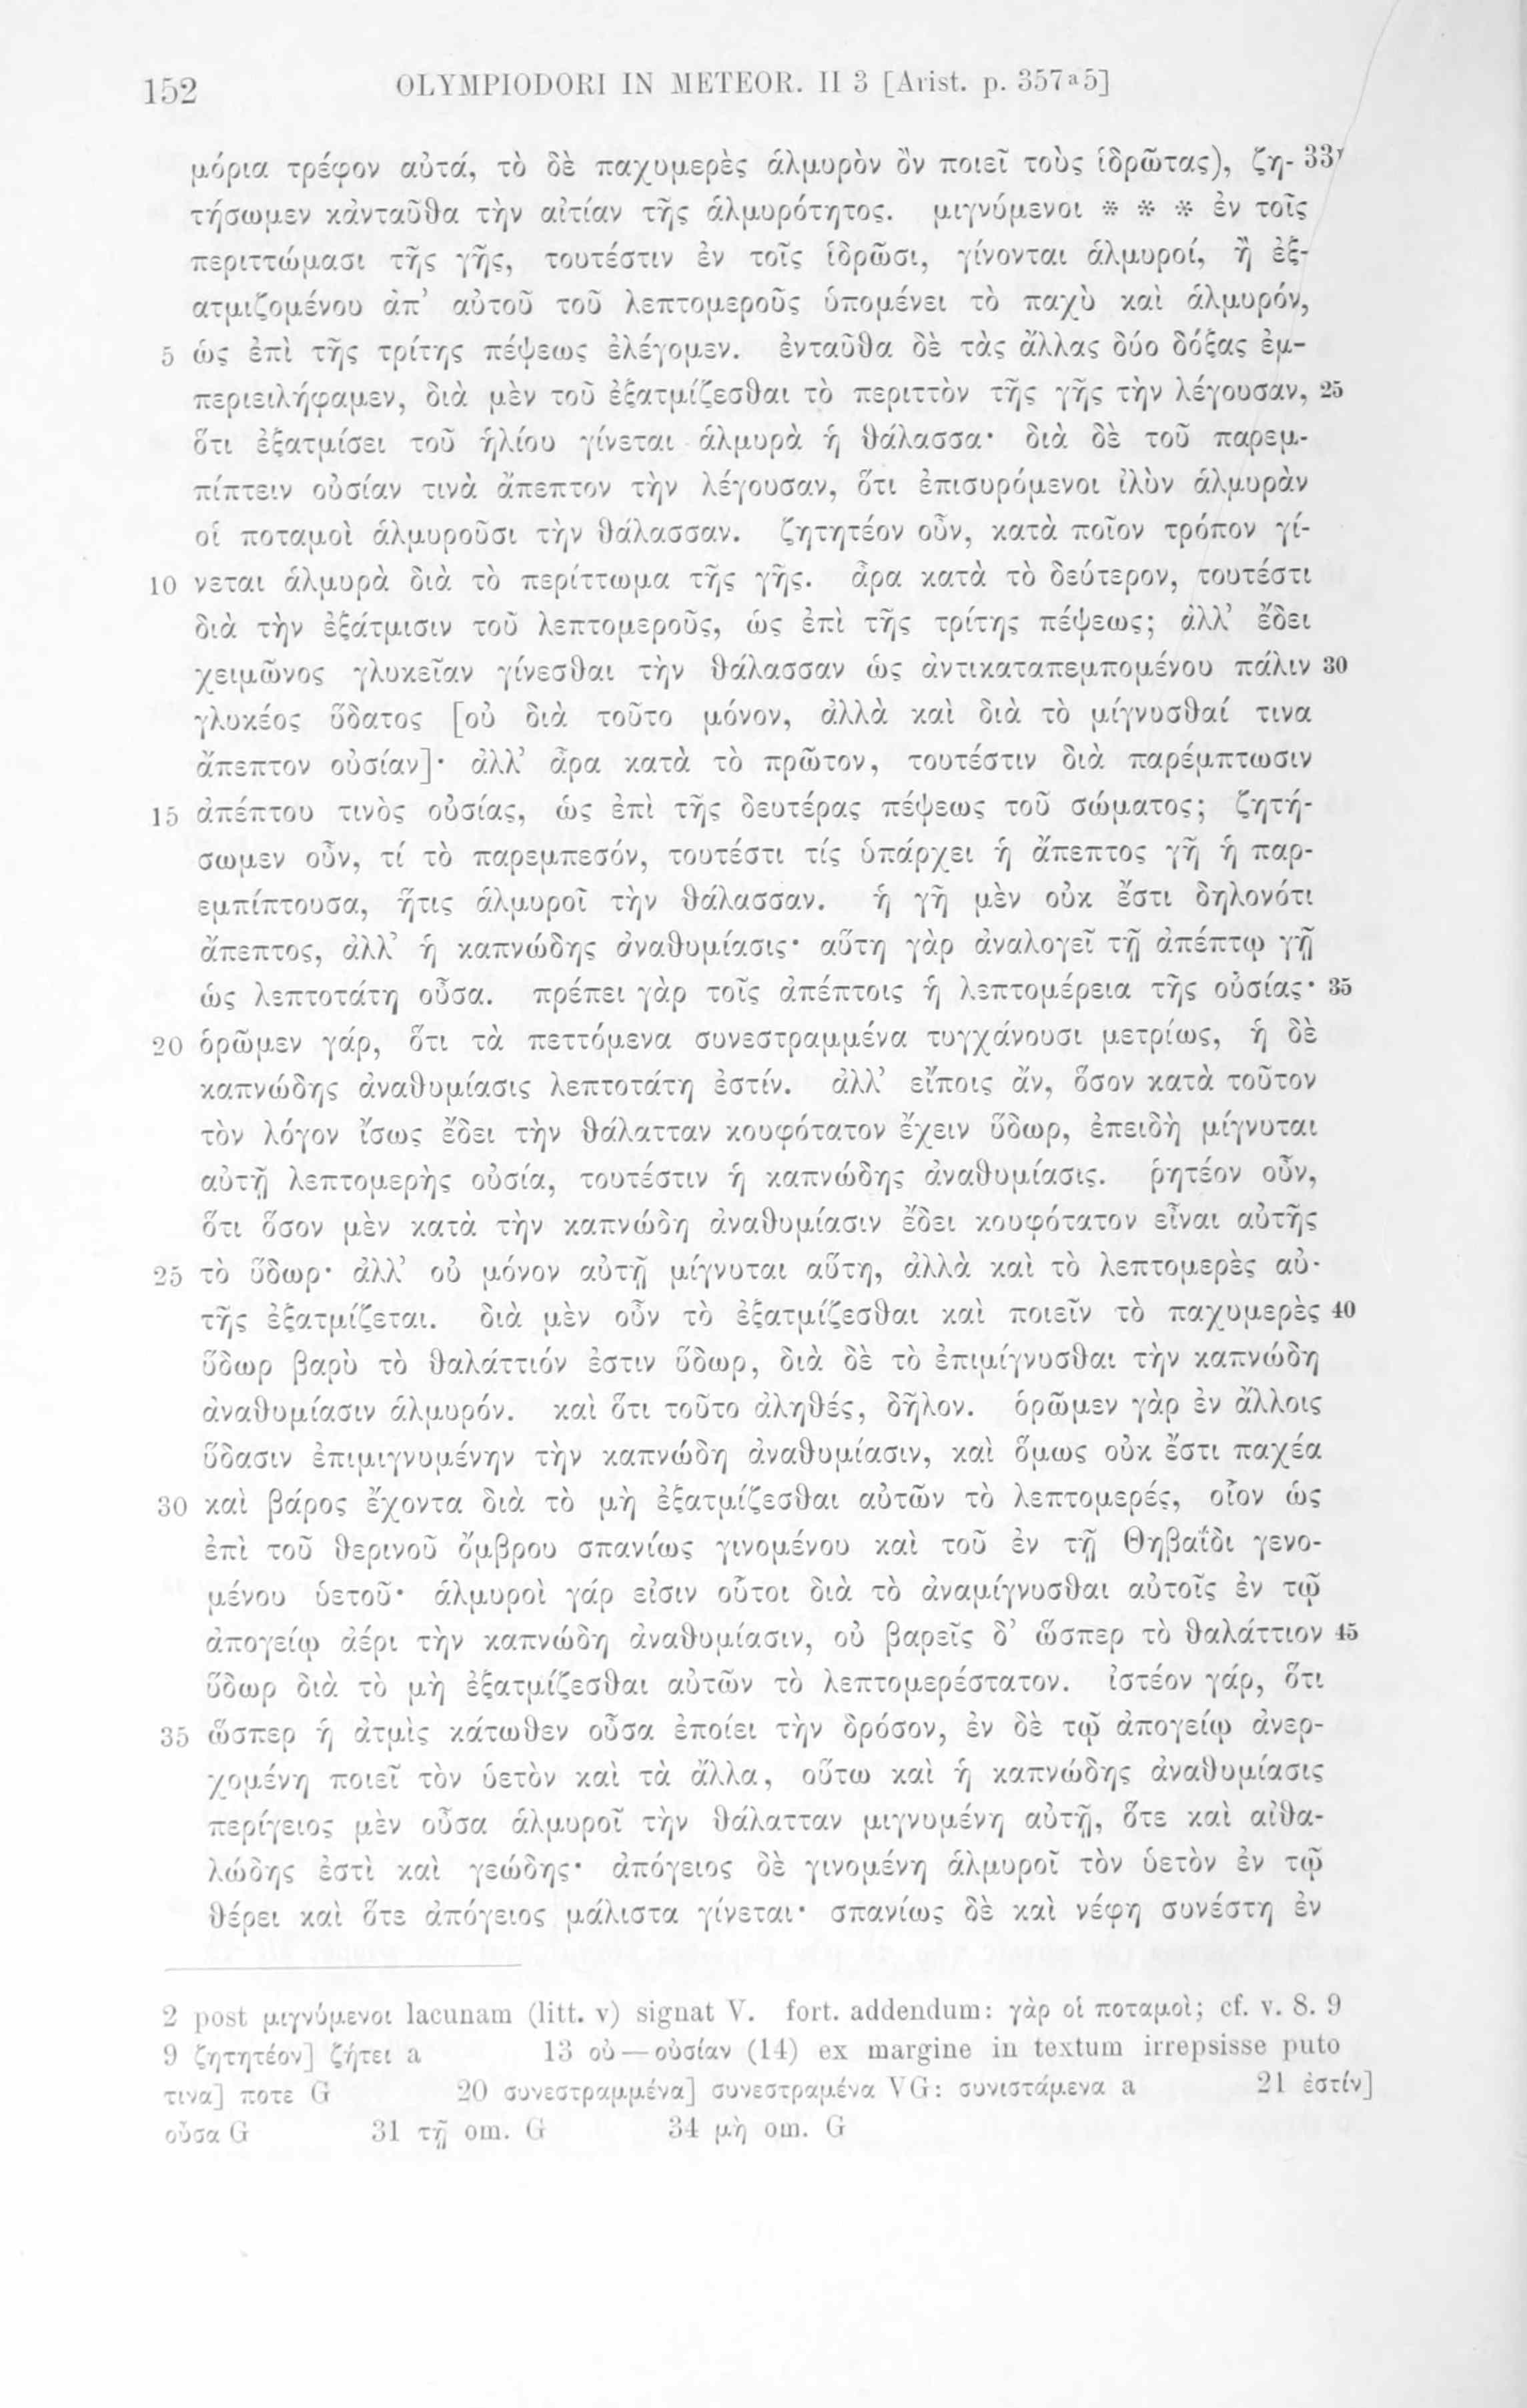 152 OLYMPIODORI IN METEOR. II 3 [Arist. p. 357a5]
μόρια τρέφον αὐτά, τὸ δὲ παχυμερὲς ἁλμυρὸν ὂν ποιεῖ τοὺς ἱδρῶτας), ζη- 33r
τήσωμεν κἀνταῦθα τὴν αἰτίαν τῆς ἁλμυρότητος. μιγνύμενοι * * * ἐν τοῖς
περιττώμασι τῆς γῆς, τουτέστιν ἐν τοῖς ἱδρῶσι, γίνονται ἁλμυροί, ἢ ἐξ-
ατμιζομένου ἀπ’ αὐτοῦ τοῦ λεπτομεροῦς ὑπομένει τὸ παχὺ καὶ ἁλμυρόν,
5 ὡς ἐπὶ τῆς τρίτης πέψεως ἐλέγομεν. ἐνταῦθα δὲ τὰς ἄλλας δύο δόξας ἐμ-
περιειλήφαμεν, διὰ μὲν τοῦ ἐξατμίζεσθαι τὸ περιττὸν τῆς γῆς τὴν λέγουσαν, 25
ὅτι ἐξατμίσει τοῦ ἡλίου γίνεται ἁλμυρὰ ἡ θάλασσα· διὰ δὲ τοῦ παρεμ-
πίπτειν οὐσίαν τινὰ ἄπεπτον τὴν λέγουσαν, ὅτι ἐπισυρόμενοι ἰλὺν ἁλμυρὰν
οἱ ποταμοὶ ἁλμυροῦσι τὴν θάλασσαν. ζητητέον οὖν, κατὰ ποῖον τρόπον γί-
10 νεται ἁλμυρὰ διὰ τὸ περίττωμα τῆς γῆς. ἆρα κατὰ τὸ δεύτερον, τουτέστι
διὰ τὴν ἐξάτμισιν τοῦ λεπτομεροῦς, ὡς ἐπὶ τῆς τρίτης πέψεως; ἀλλ’ ἔδει
χειμῶνος γλυκεῖαν γίνεσθαι τὴν θάλασσαν ὡς ἀντικαταπεμπομένου πάλιν 30
γλυκέος ὕδατος [οὐ διὰ τοῦτο μόνον, ἀλλὰ καὶ διὰ τὸ μίγνυσθαί τινα
ἄπεπτον οὐσίαν]· ἀλλ’ ἆρα κατὰ τὸ πρῶτον, τουτέστιν διὰ παρέμπτωσιν
15 ἀπέπτου τινὸς οὐσίας, ὡς ἐπὶ τῆς δευτέρας πέψεως τοῦ σώματος; ζητή-
σωμεν οὖν, τί τὸ παρεμπεσόν, τουτέστι τίς ὑπάρχει ἡ ἄπεπτος γῆ ἡ παρ-
εμπίπτουσα, ἥτις ἁλμυροῖ τὴν θάλασσαν. ἡ γῆ μὲν οὐκ ἔστι δηλονότι
ἄπεπτος, ἀλλ’ ἡ καπνώδης ἀναθυμίασις· αὕτη γὰρ ἀναλογεῖ τῇ ἀπέπτῳ γῇ
ὡς λεπτοτάτη οὖσα. πρέπει γὰρ τοῖς ἀπέπτοις ἡ λεπτομέρεια τῆς οὐσίας· 35
20 ὁρῶμεν γάρ, ὅτι τὰ πεττόμενα συνεστραμμένα τυγχάνουσι μετρίως, ἡ δὲ
καπνώδης ἀναθυμίασις λεπτοτάτη ἐστίν. ἀλλ’ εἴποις ἄν, ὅσον κατὰ τοῦτον
τὸν λόγον ἴσως ἔδει τὴν θάλατταν κουφότατον ἔχειν ὕδωρ, ἐπειδὴ μίγνυται
αὐτῇ λεπτομερὴς οὐσία, τουτέστιν ἡ καπνώδης ἀναθυμίασις. ῥητέον οὖν,
ὅτι ὅσον μὲν κατὰ τὴν καπνώδη ἀναθυμίασιν ἔδει κουφότατον εἶναι αὐτῆς
25 τὸ ὕδωρ· ἀλλ’ οὐ μόνον αὐτῇ μίγνυται αὕτη, ἀλλὰ καὶ τὸ λεπτομερὲς αὐ-
τῆς ἐξατμίζεται. διὰ μὲν οὖν τὸ ἐξατμίζεσθαι καὶ ποιεῖν τὸ παχυμερὲς 40
ὕδωρ βαρὺ τὸ θαλάττιόν ἐστιν ὕδωρ, διὰ δὲ τὸ ἐπιμίγνυσθαι τὴν καπνώδη
ἀναθυμίασιν ἁλμυρόν. καὶ ὅτι τοῦτο ἀληθές, δῆλον. ὁρῶμεν γὰρ ἐν ἄλλοις
ὕδασιν ἐπιμιγνυμένην τὴν καπνώδη ἀναθυμίασιν, καὶ ὅμως οὐκ ἔστι παχέα
30 καὶ βάρος ἔχοντα διὰ τὸ μὴ ἐξατμίζεσθαι αὐτῶν τὸ λεπτομερές, οἷον ὡς
ἐπὶ τοῦ θερινοῦ ὄμβρου σπανίως γινομένου καὶ τοῦ ἐν τῇ Θηβαΐδι γενο-
μένου ὑετοῦ· ἁλμυροὶ γάρ εἰσιν οὗτοι διὰ τὸ ἀναμίγνυσθαι αὐτοῖς ἐν τῷ
ἀπογείῳ ἀέρι τὴν καπνώδη ἀναθυμίασιν, οὐ βαρεῖς δ’ ὥσπερ τὸ θαλάττιον 45
ὕδωρ διὰ τὸ μὴ ἐξατμίζεσθαι αὐτῶν τὸ λεπτομερέστατον. ἰστέον γάρ, ὅτι
35 ὥσπερ ἡ ἀτμὶς κάτωθεν οὖσα ἐποίει τὴν δρόσον, ἐν δὲ τῷ ἀπογείῳ ἀνερ-
χομένη ποιεῖ τὸν ὑετὸν καὶ τὰ ἄλλα, οὕτω καὶ ἡ καπνώδης ἀναθυμίασις
περίγειος μὲν οὖσα ἁλμυροῖ τὴν θάλατταν μιγνυμένη αὐτῇ, ὅτε καὶ αἰθα-
λώδης ἐστὶ καὶ γεώδης· ἀπόγειος δὲ γινομένη ἁλμυροῖ τὸν ὑετὸν ἐν τῷ
θέρει καὶ ὅτε ἀπόγειος μάλιστα γίνεται· σπανίως δὲ καὶ νέφη συνέστη ἐν
2 post μιγνύμενοι lacunam (litt. v) signat V. fort. addendum: γὰρ οἱ ποταμοὶ; cf. v. 8. 9
9 ζητητέον] ζήτει a 13 οὐ — οὐσίαν (14) ex margine in textum irrepsisse puto
τινα] ποτε G 20 συνεστραμμένα] συνεστραμένα VG: συνιστάμενα a 21 ἐστίν]
οὖσα G 31 τῇ om. G 34 μὴ om. G